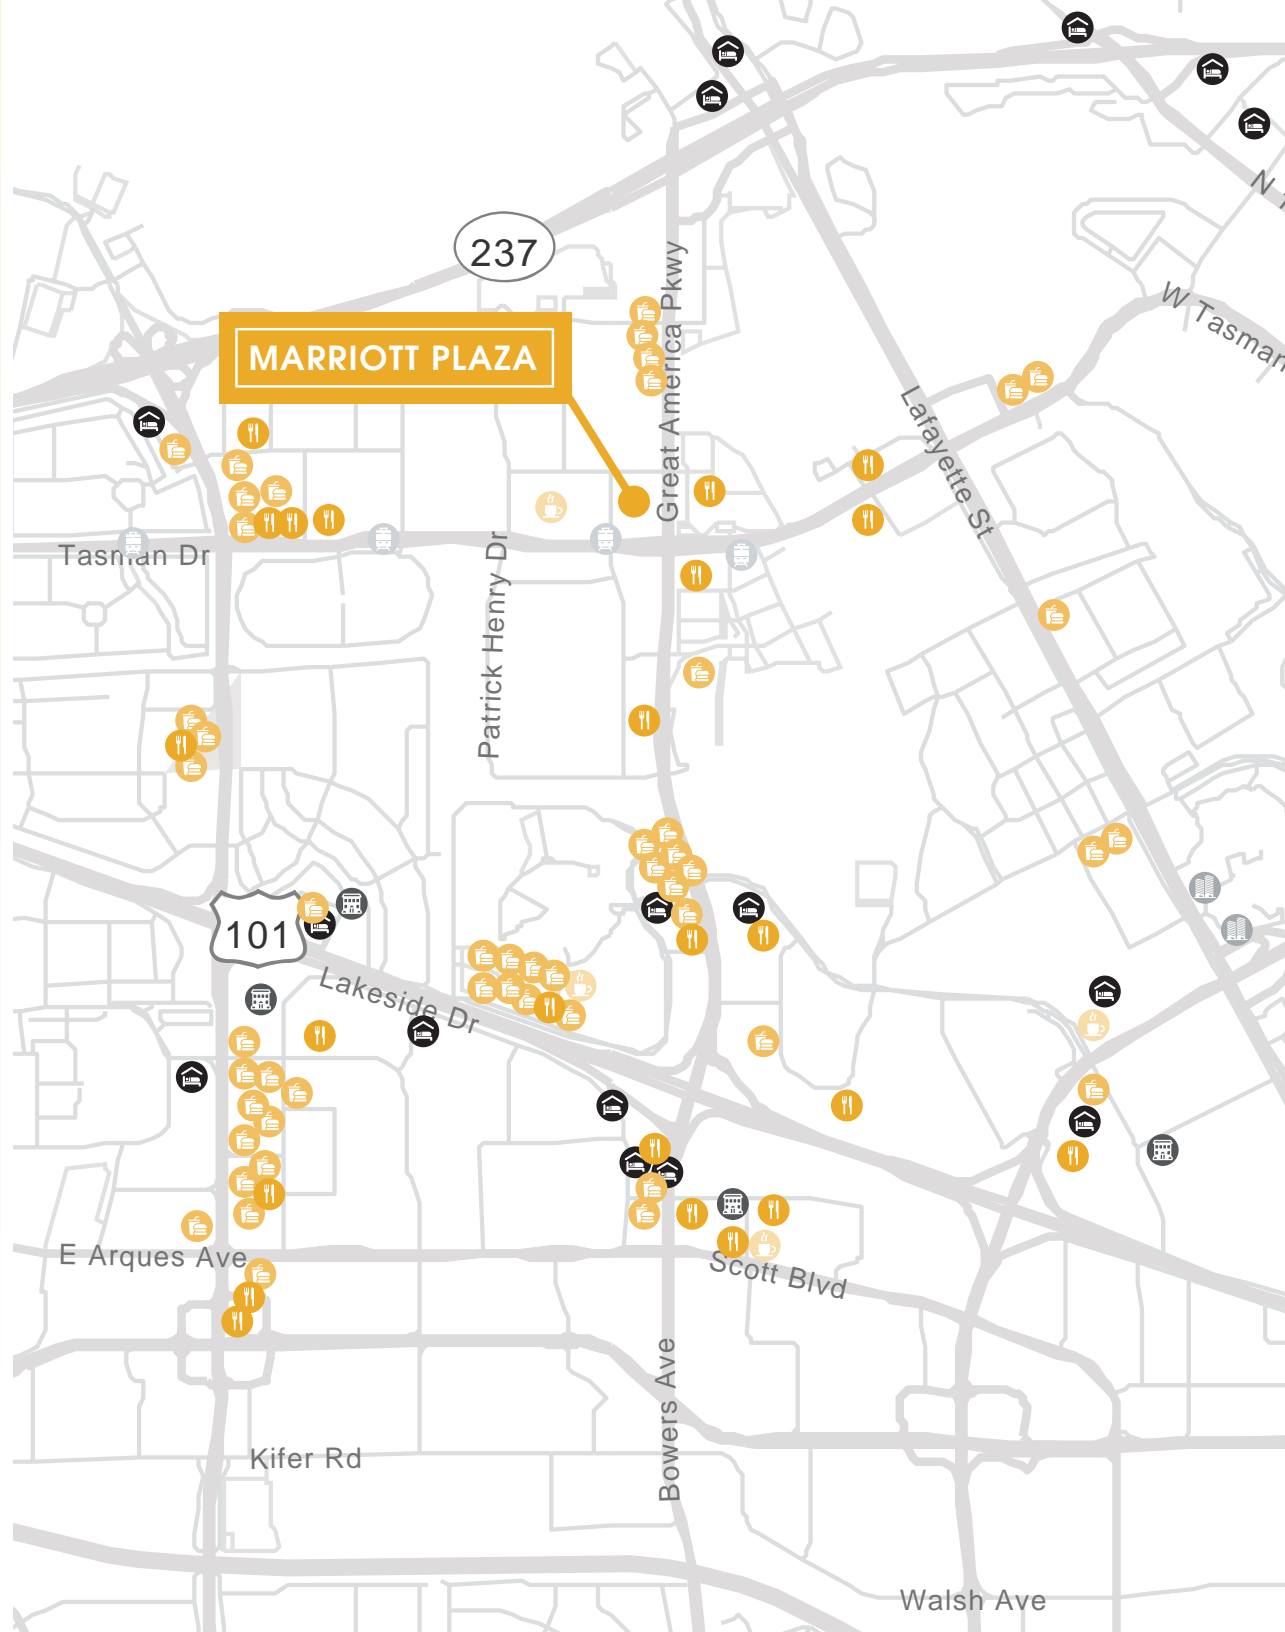 N 1
237
Great America Pkwy
W Tasman
MARRIOTT PLAZA
Lafayette St
Tasman Dr
Patrick Henry Dr
101
Lakeside Dr
E Arques Ave
Scott Blvd
Bowers Ave
Kifer Rd
Walsh Ave